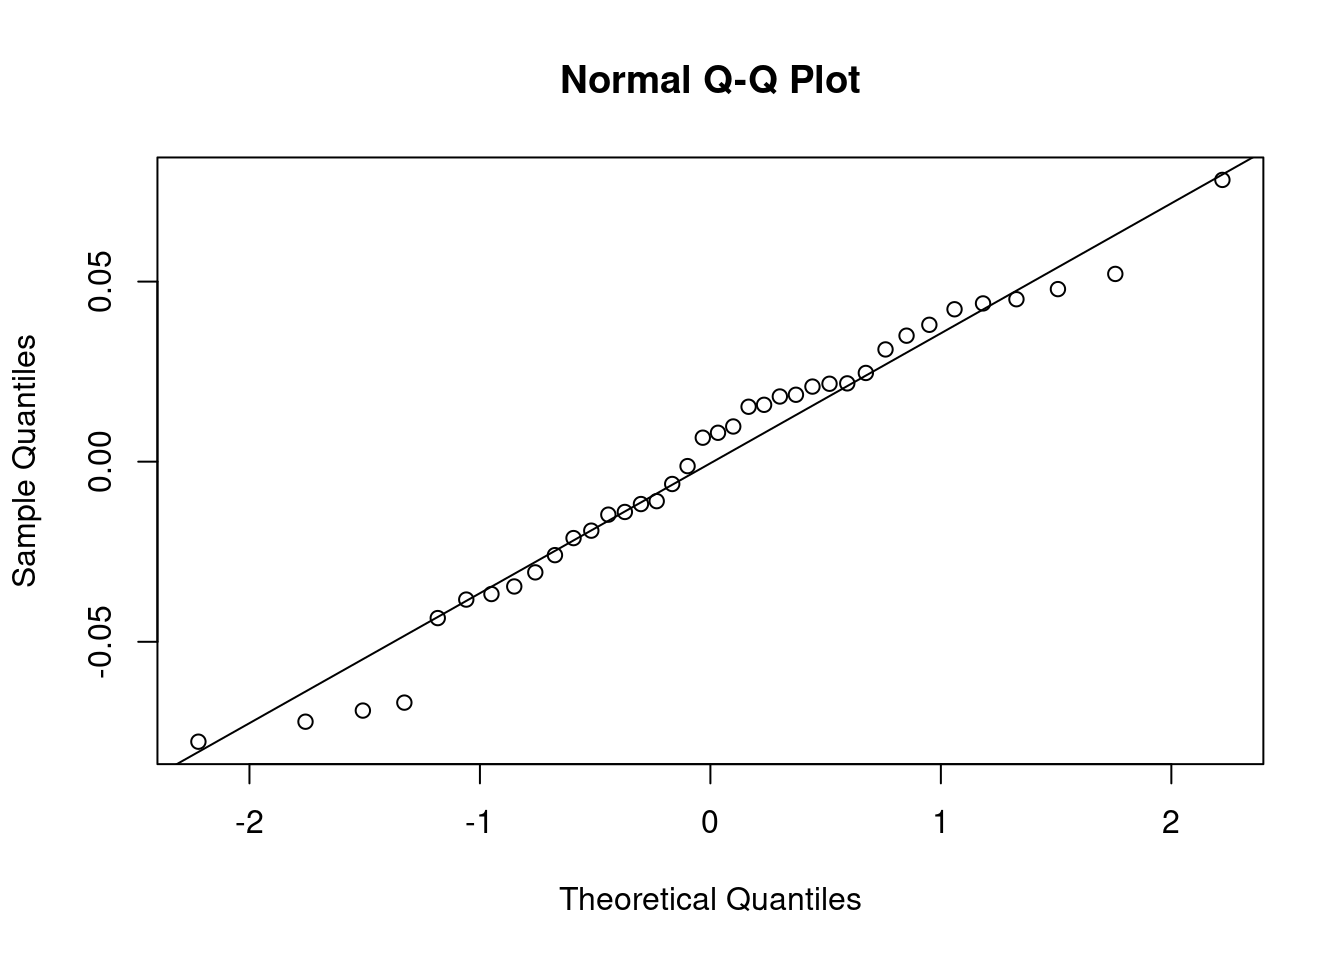 Normal Q-Q Plot
Sample Quantiles
0.05
0.00
-0.05
-2 -1 0 1 2
Theoretical Quantiles